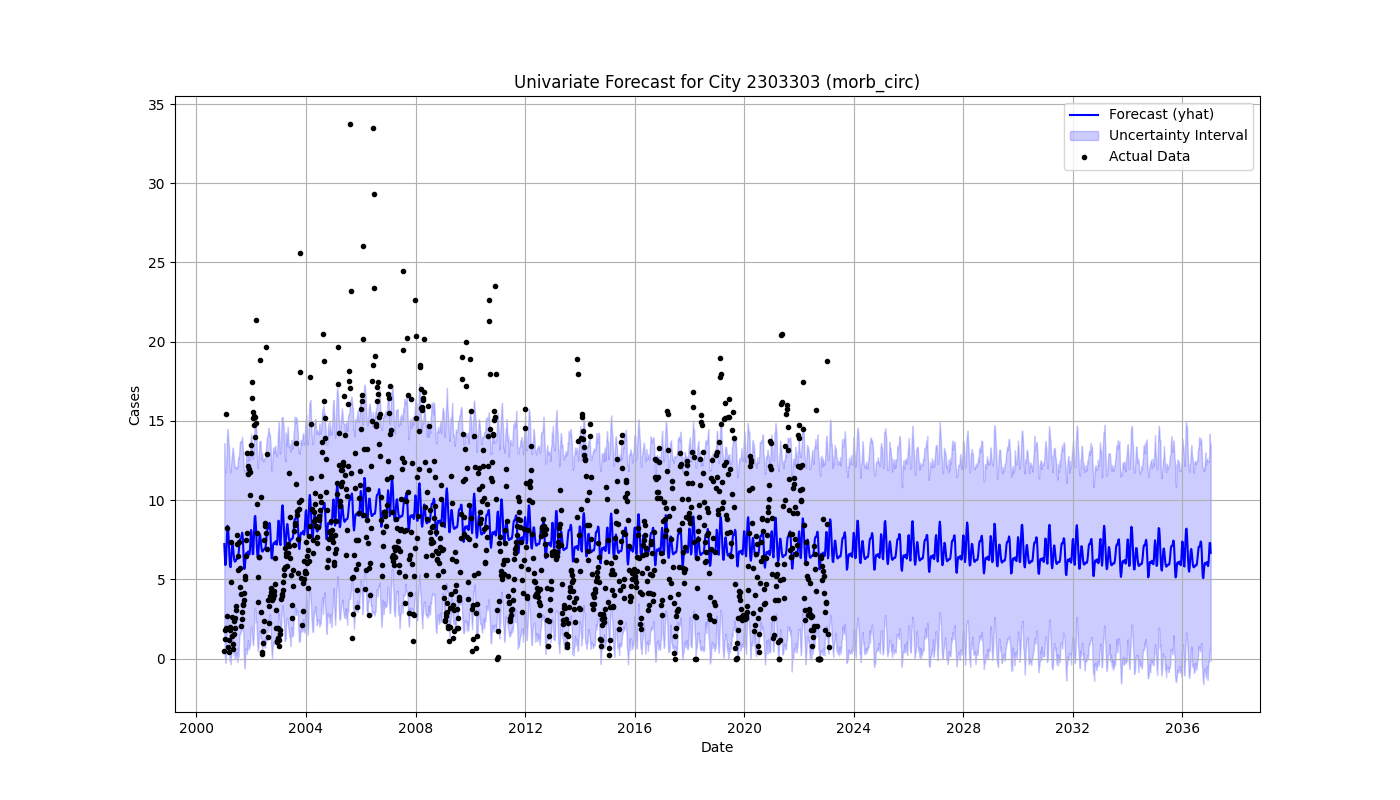 Univariate Forecast for City 2303303 (morb_circ)
Forecast (yhat)
Uncertainty Interval
Actual Data
Cases
35
30
25
20
15
10
5
0
2000 2004 2008 2012 2016 2020 2024 2028 2032 2036
Date